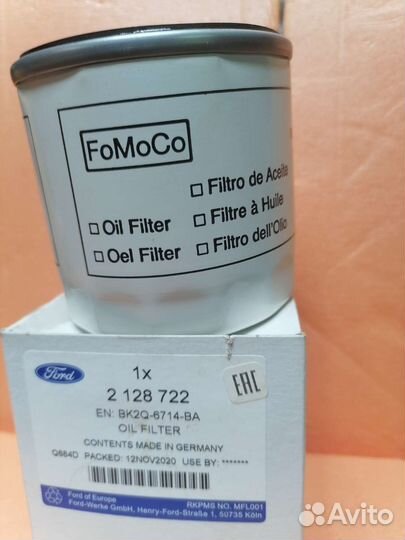 FoMoCo
Filtro de Aceite
Oil Filter
Filtre à Huile
Oel Filter
Filtro dell'Olio
Ford
1x
2 128 722
EN: BK2Q-6714-BA
OIL FILTER
CONTENTS MADE IN GERMANY
Q664D PACKED: 12NOV2020 USE BY: *******
EAC
Ford of Europe
RKPMS NO. MFL001
Ford-Werke GmbH, Henry-Ford-Straße 1, 50735 Köln
Avito